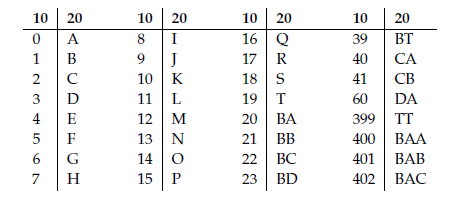 10 20 10 20 10 20 10 20
0 A 8 I 16 Q 39 BT
1 B 9 J 17 R 40 CA
2 C 10 K 18 S 41 CB
3 D 11 L 19 T 60 DA
4 E 12 M 20 BA 399 TT
5 F 13 N 21 BB 400 BAA
6 G 14 O 22 BC 401 BAB
7 H 15 P 23 BD 402 BAC